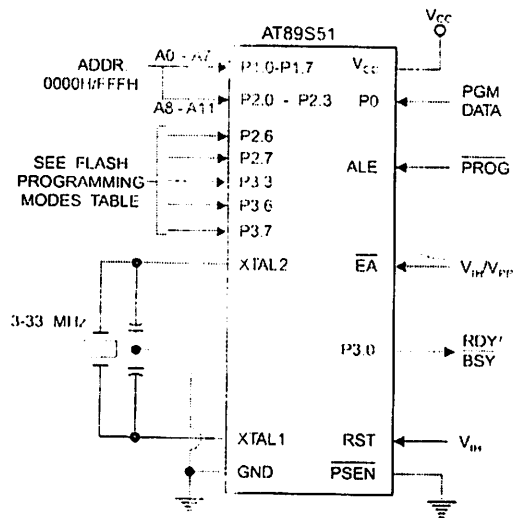 AT89S51
VCC
ADDR.
0000H/FFFH
A0 - A7
P1.0-P1.7
VCC
A8 - A11
P2.0 - P2.3
P0
PGM
DATA
SEE FLASH
PROGRAMMING
MODES TABLE
P2.6
P2.7
P3.3
P3.6
P3.7
ALE
PROG
XTAL2
EA
VIH/VPP
3-33 MHz
P3.0
RDY/
BSY
XTAL1
RST
VIH
GND
PSEN